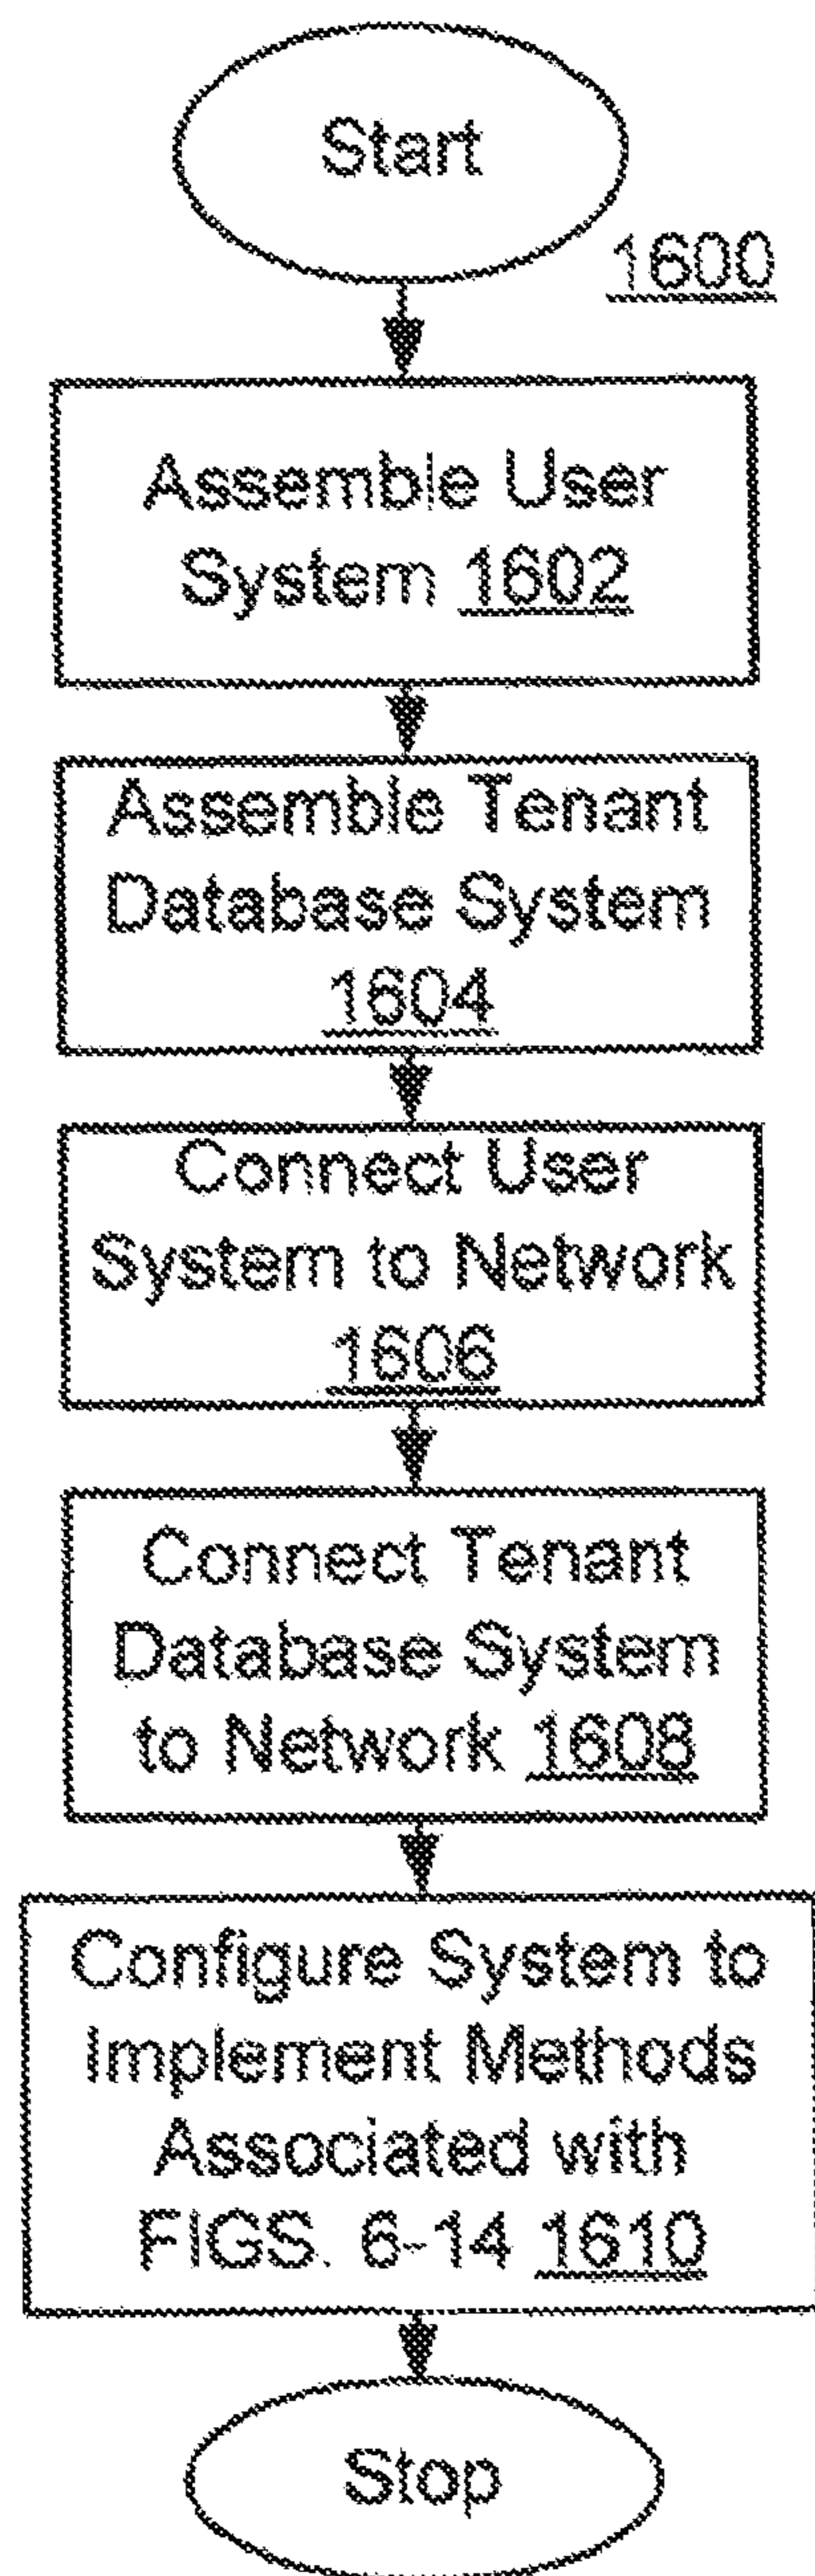 Start
1600
Assemble User
System 1602
Assemble Tenant
Database System
1604
Connect User
System to Network
1606
Connect Tenant
Database System
to Network 1608
Configure System to
Implement Methods
Associated with
FIGS. 6-14 1610
Stop